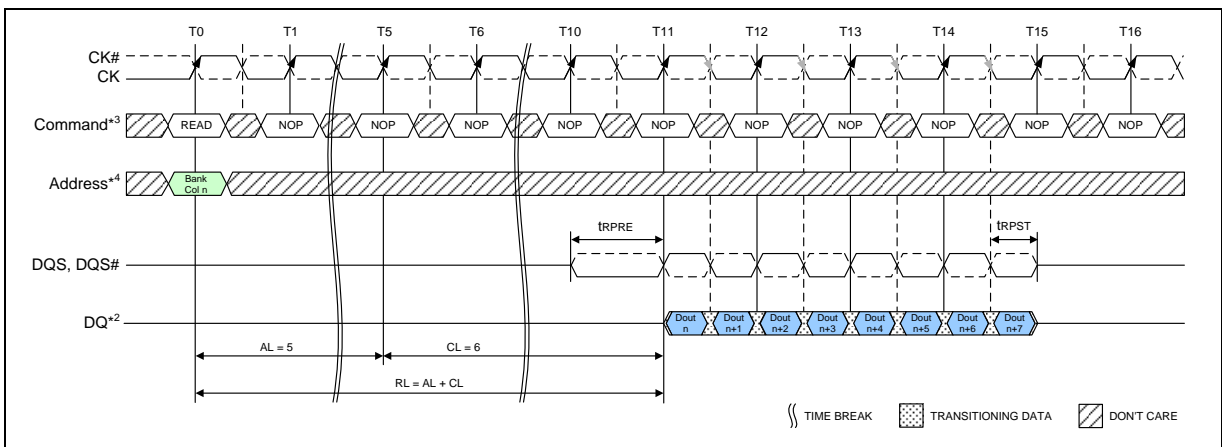 T0 T1 T5 T6 T10 T11 T12 T13 T14 T15 T16
CK#
CK
Command*3 READ NOP NOP NOP NOP NOP NOP NOP NOP NOP NOP
Address*4 Bank Col n
tRPRE tRPST
DQS, DQS#
DQ*2 Dout n Dout n+1 Dout n+2 Dout n+3 Dout n+4 Dout n+5 Dout n+6 Dout n+7
AL = 5 CL = 6
RL = AL + CL
TIME BREAK TRANSITIONING DATA DON'T CARE